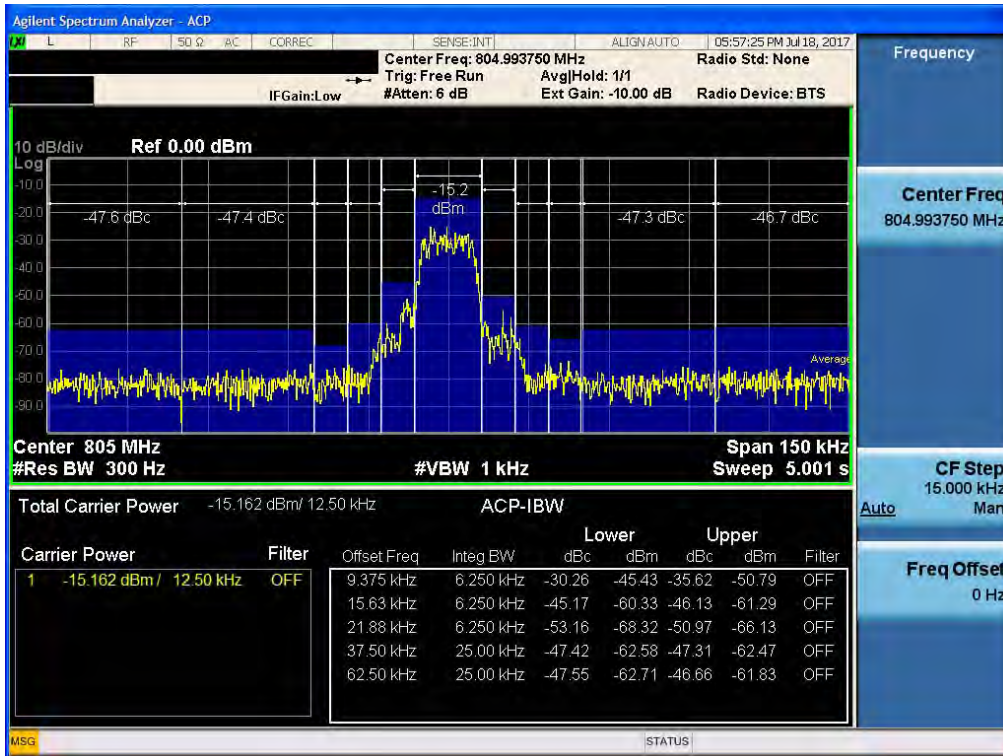 Agilent Spectrum Analyzer - ACP
LXI L RF 50 Ω AC CORREC SENSE:INT ALIGN AUTO 05:57:25 PM Jul 18, 2017
Center Freq: 804.993750 MHz Radio Std: None
Trig: Free Run Avg|Hold: 1/1
IFGain:Low #Atten: 6 dB Ext Gain: -10.00 dB Radio Device: BTS
10 dB/div Ref 0.00 dBm
Log
-10.0
-20.0
-30.0
-40.0
-50.0
-60.0
-70.0
-80.0
-90.0
-47.6 dBc -47.4 dBc -15.2 dBm -47.3 dBc -46.7 dBc
Average
Center 805 MHz Span 150 kHz
#Res BW 300 Hz #VBW 1 kHz Sweep 5.001 s
Total Carrier Power -15.162 dBm/ 12.50 kHz ACP-IBW
Lower Upper
Carrier Power Filter Offset Freq Integ BW dBc dBm dBc dBm Filter
1 -15.162 dBm / 12.50 kHz OFF 9.375 kHz 6.250 kHz -30.26 -45.43 -35.62 -50.79 OFF
15.63 kHz 6.250 kHz -45.17 -60.33 -46.13 -61.29 OFF
21.88 kHz 6.250 kHz -53.16 -68.32 -50.97 -66.13 OFF
37.50 kHz 25.00 kHz -47.42 -62.58 -47.31 -62.47 OFF
62.50 kHz 25.00 kHz -47.55 -62.71 -46.66 -61.83 OFF
MSG STATUS
Frequency
Center Freq
804.993750 MHz
CF Step
15.000 kHz
Auto Man
Freq Offset
0 Hz